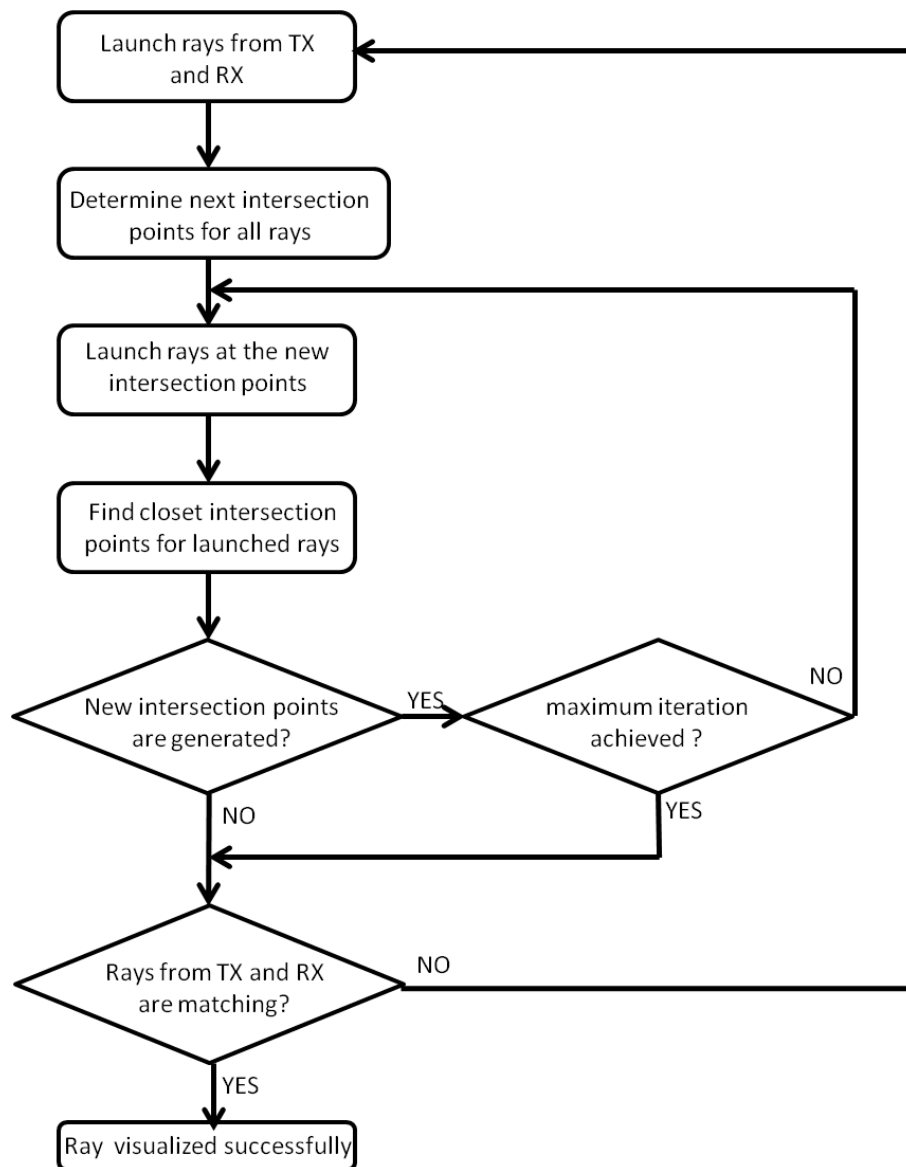 Launch rays from TX
and RX
Determine next intersection
points for all rays
Launch rays at the new
intersection points
Find closet intersection
points for launched rays
New intersection points
are generated?
YES
maximum iteration
achieved ?
NO
NO
YES
Rays from TX and RX
are matching?
NO
YES
Ray visualized successfully